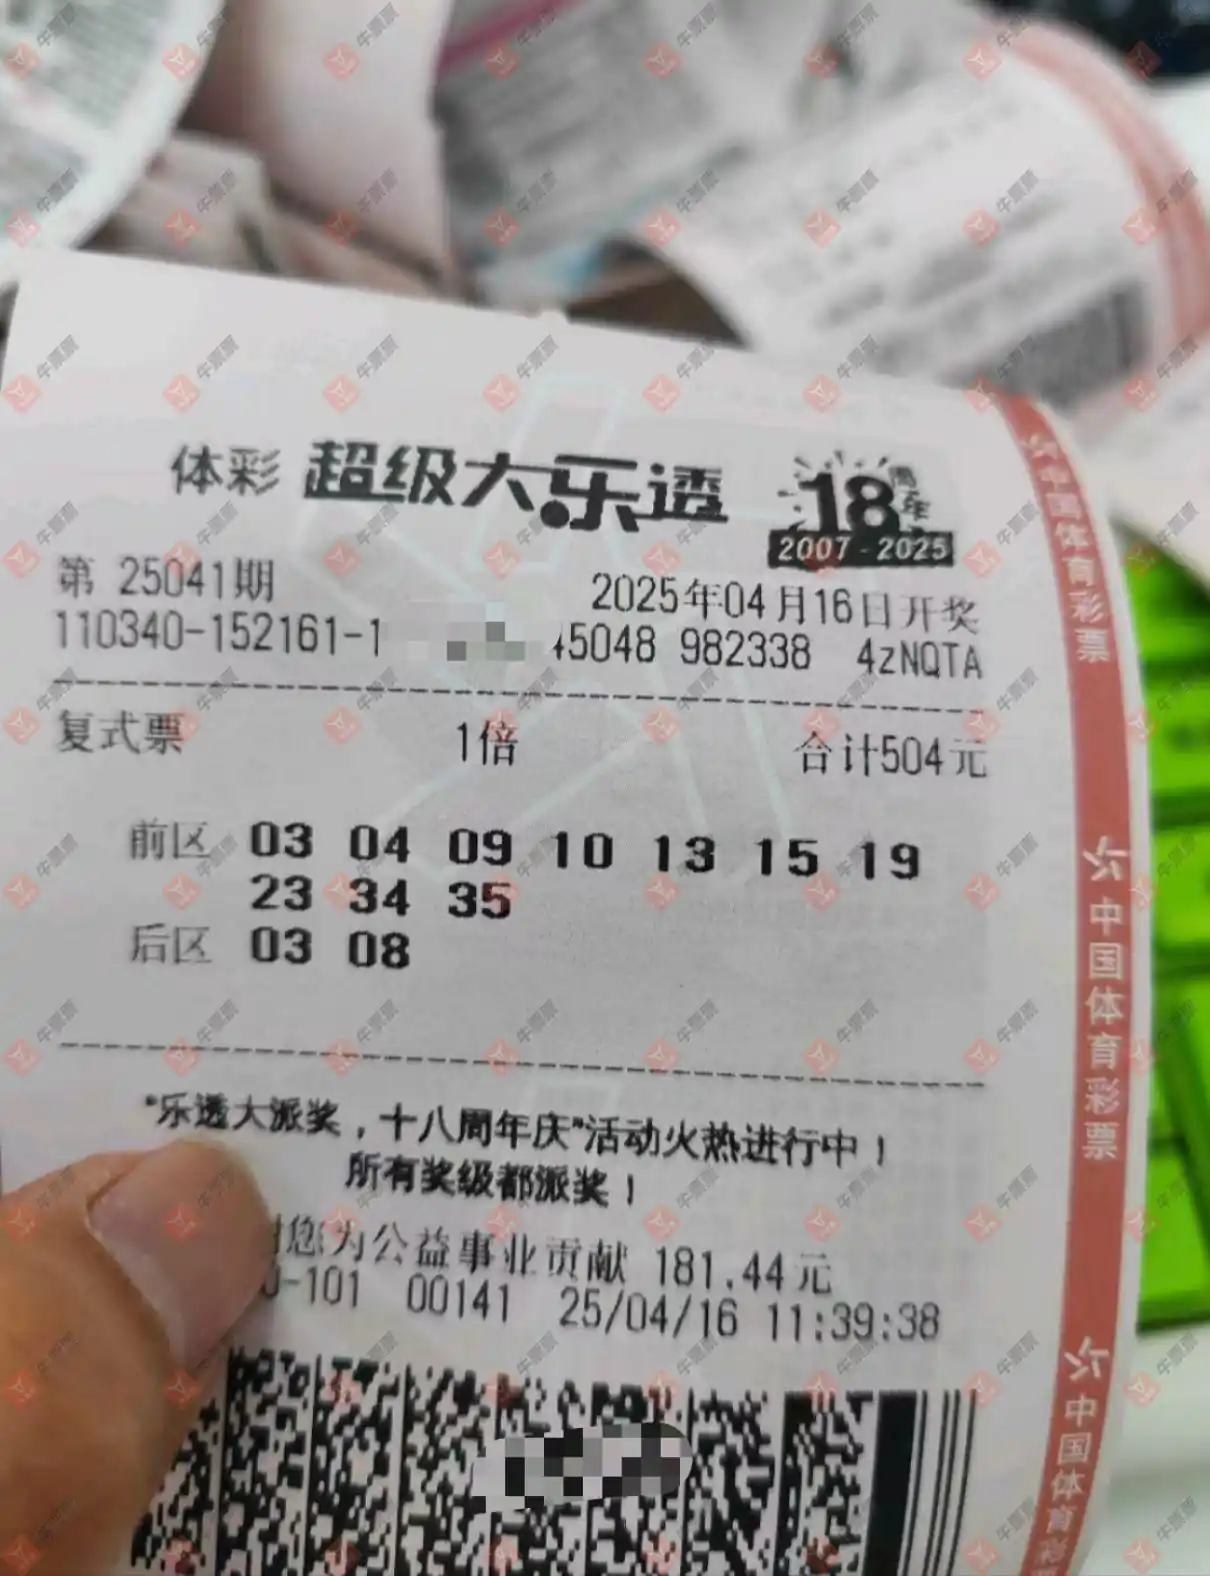 体彩 超级大乐透 18周年
2007-2025
第 25041期 2025年04月16日开奖
110340-152161-1 45048 982338 4zNQTA
复式票 1倍 合计504元
前区 03 04 09 10 13 15 19
23 34 35
后区 03 08
"乐透大派奖，十八周年庆"活动火热进行中！
所有奖级都派奖！
您为公益事业贡献 181.44元
0-101 00141 25/04/16 11:39:38
中国体育彩票
中国体育彩票
中国体育彩
牛票票